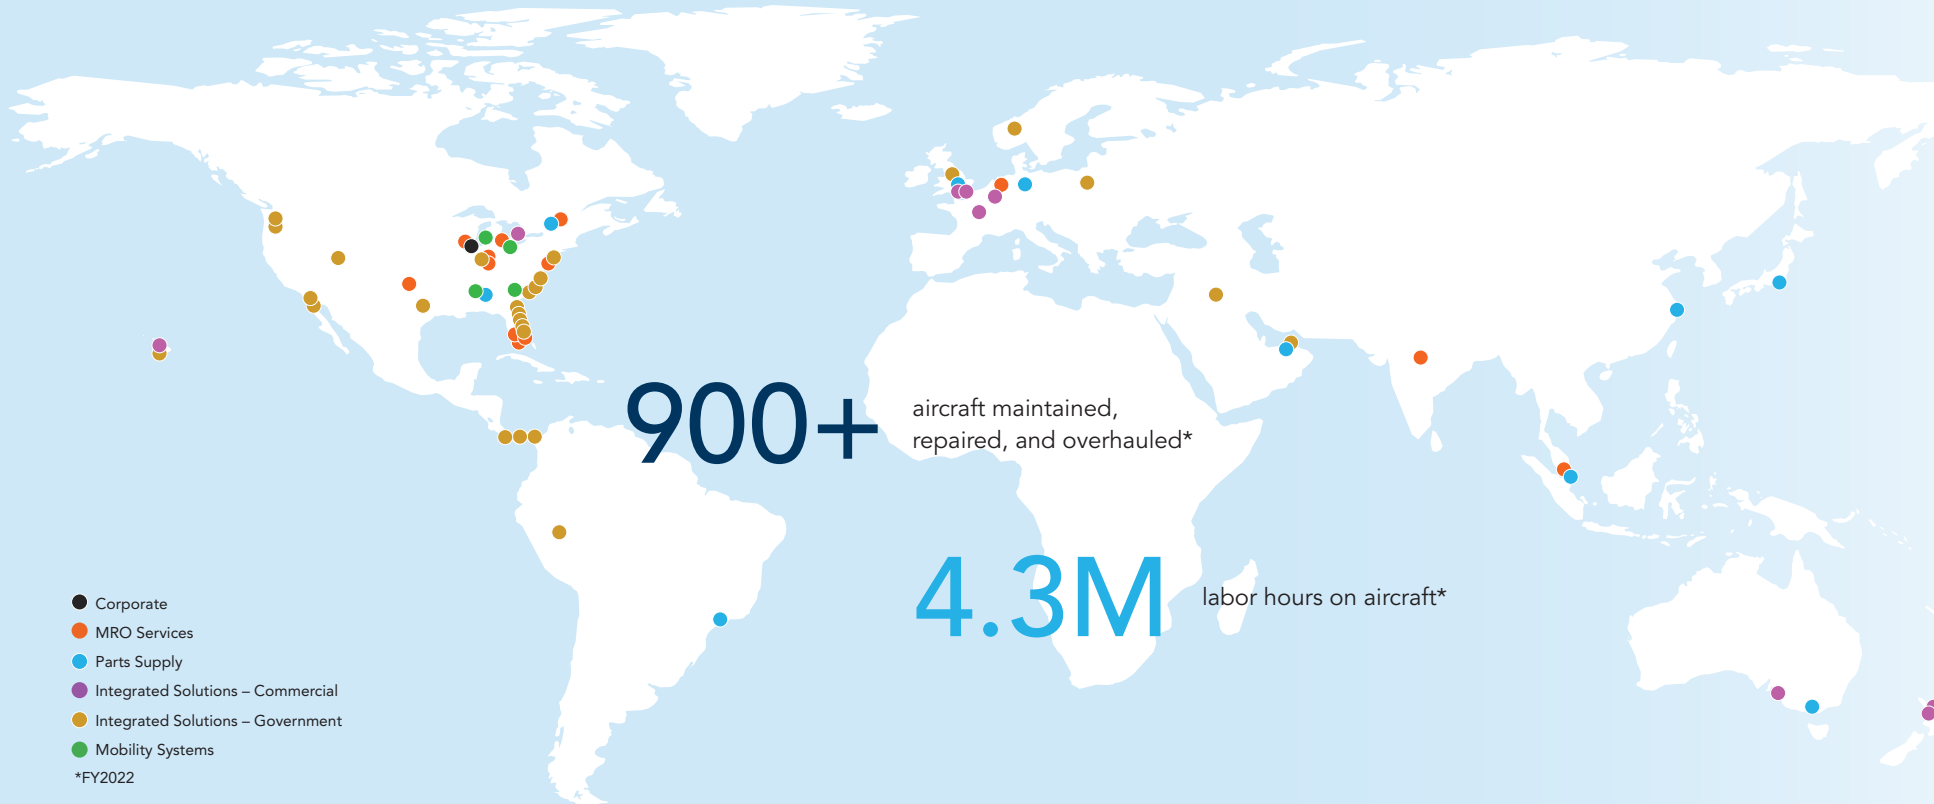 900+
aircraft maintained,
repaired, and overhauled*
4.3M
labor hours on aircraft*
Corporate
MRO Services
Parts Supply
Integrated Solutions – Commercial
Integrated Solutions – Government
Mobility Systems
*FY2022